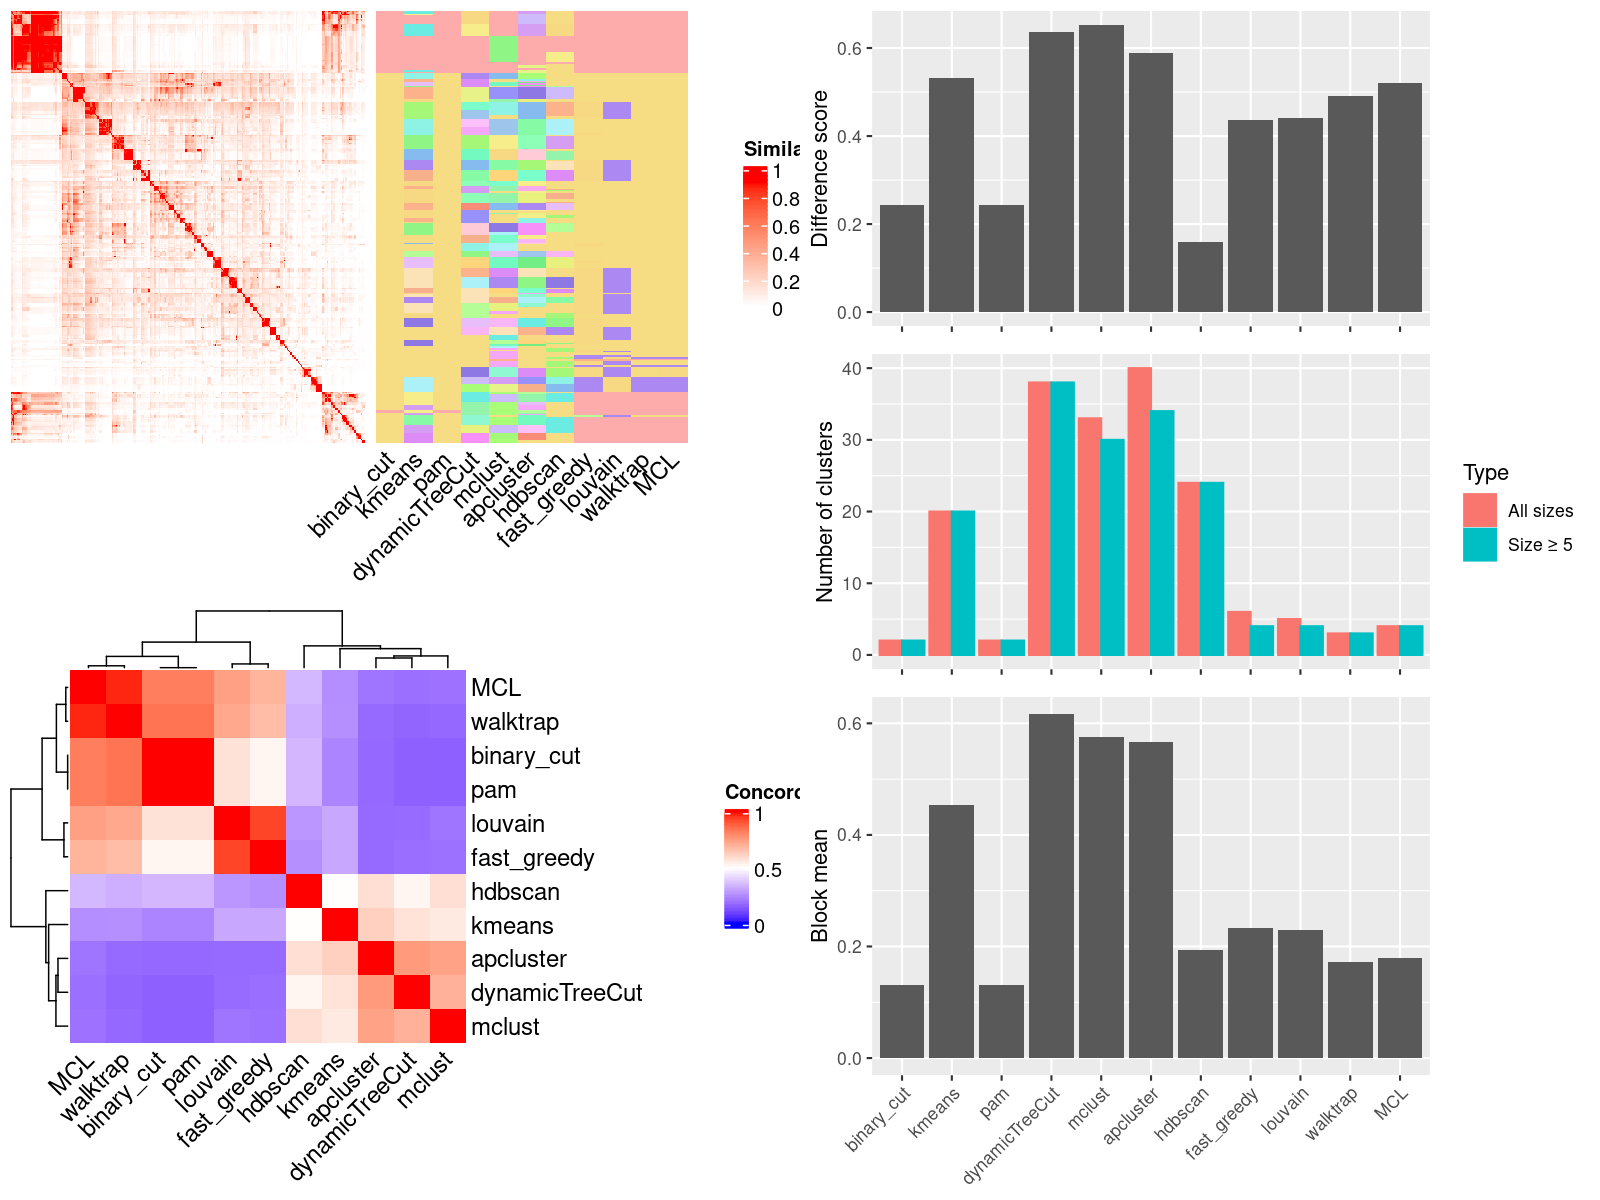 Simila
1
0.8
0.6
0.4
0.2
0
binary_cut
kmeans
pam
dynamicTreeCut
mclust
apcluster
hdbscan
fast_greedy
louvain
walktrap
MCL
MCL
walktrap
binary_cut
pam
louvain
fast_greedy
hdbscan
kmeans
apcluster
dynamicTreeCut
mclust
MCL
walktrap
binary_cut
pam
louvain
fast_greedy
hdbscan
kmeans
apcluster
dynamicTreeCut
mclust
Concord
1
0.5
0
Difference score
0.6
0.4
0.2
0.0
Number of clusters
40
30
20
10
0
Type
All sizes
Size ≥ 5
Block mean
0.6
0.4
0.2
0.0
binary_cut
kmeans
pam
dynamicTreeCut
mclust
apcluster
hdbscan
fast_greedy
louvain
walktrap
MCL